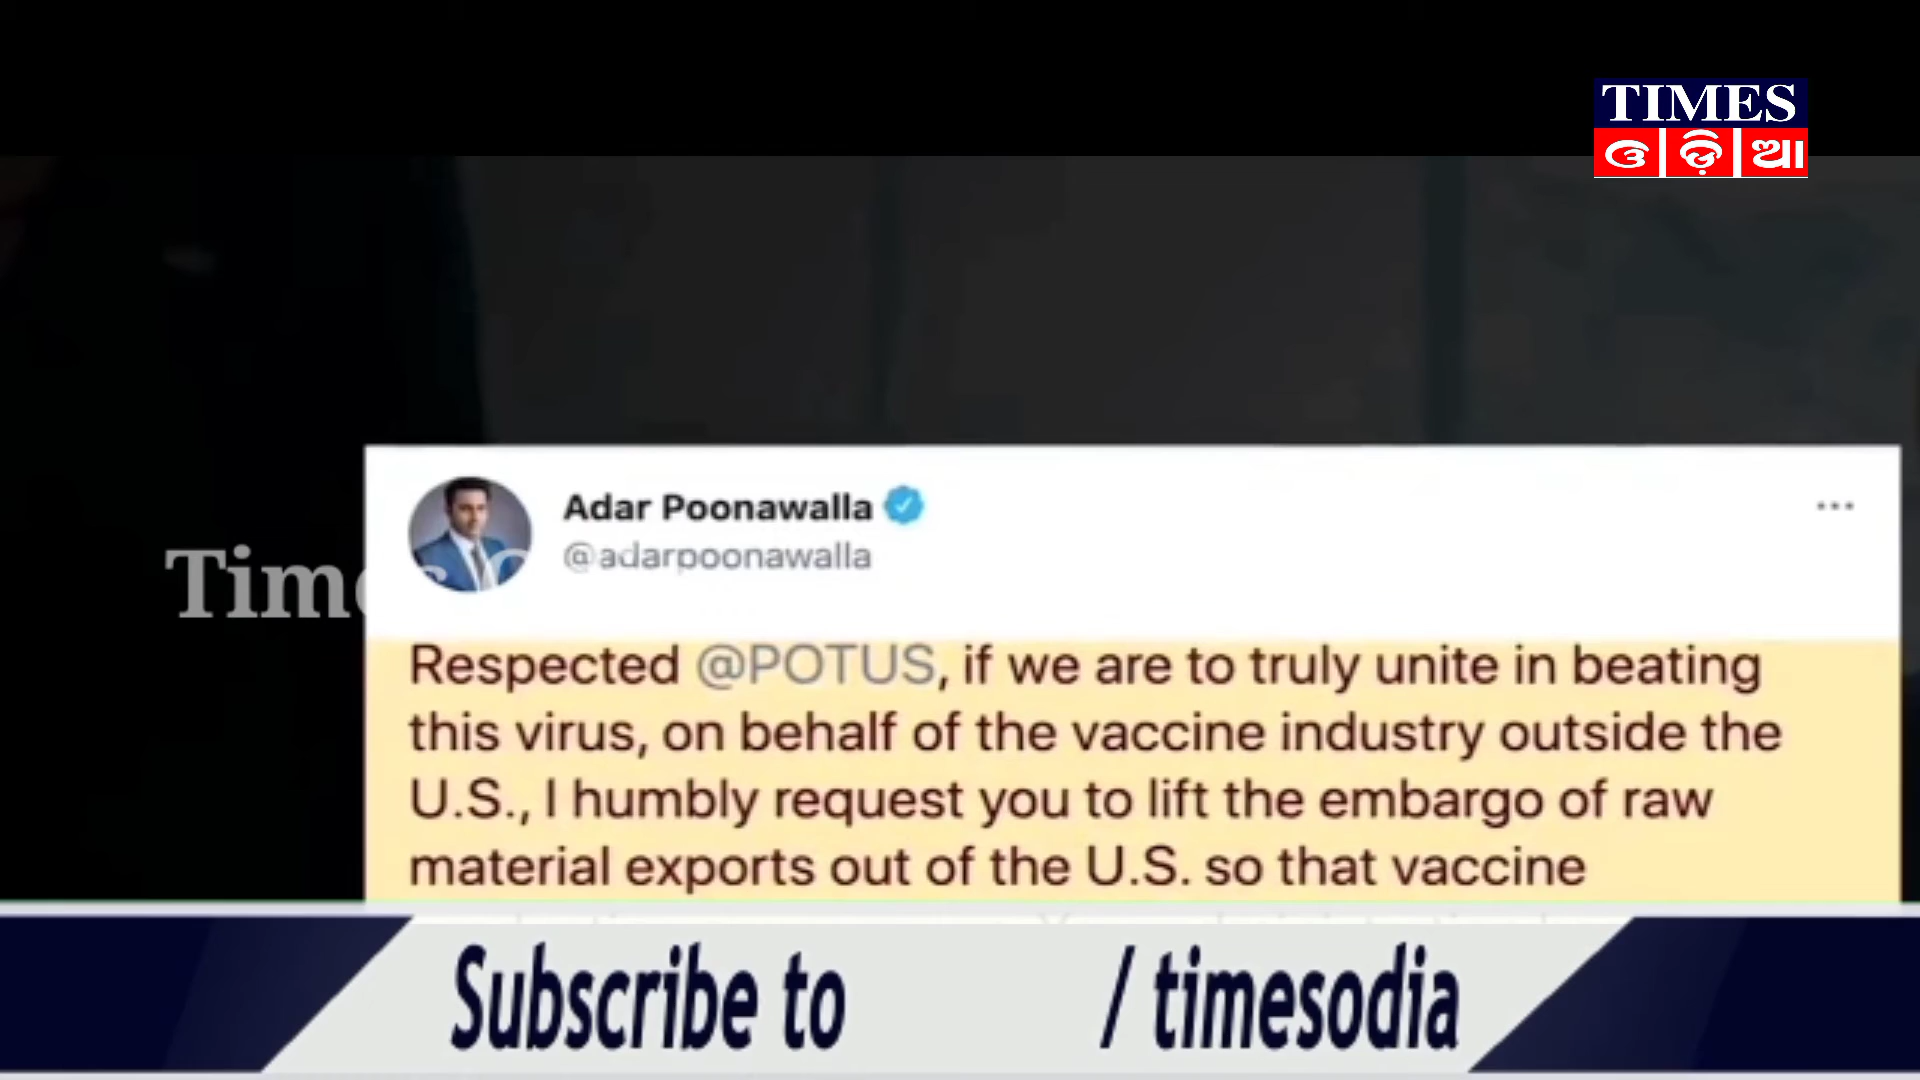 TIMES
ଓଡ଼ିଆ
Adar Poonawalla
@adarpoonawalla
Times O
Respected @POTUS, if we are to truly unite in beating
this virus, on behalf of the vaccine industry outside the
U.S., I humbly request you to lift the embargo of raw
material exports out of the U.S. so that vaccine
Subscribe to / timesodia